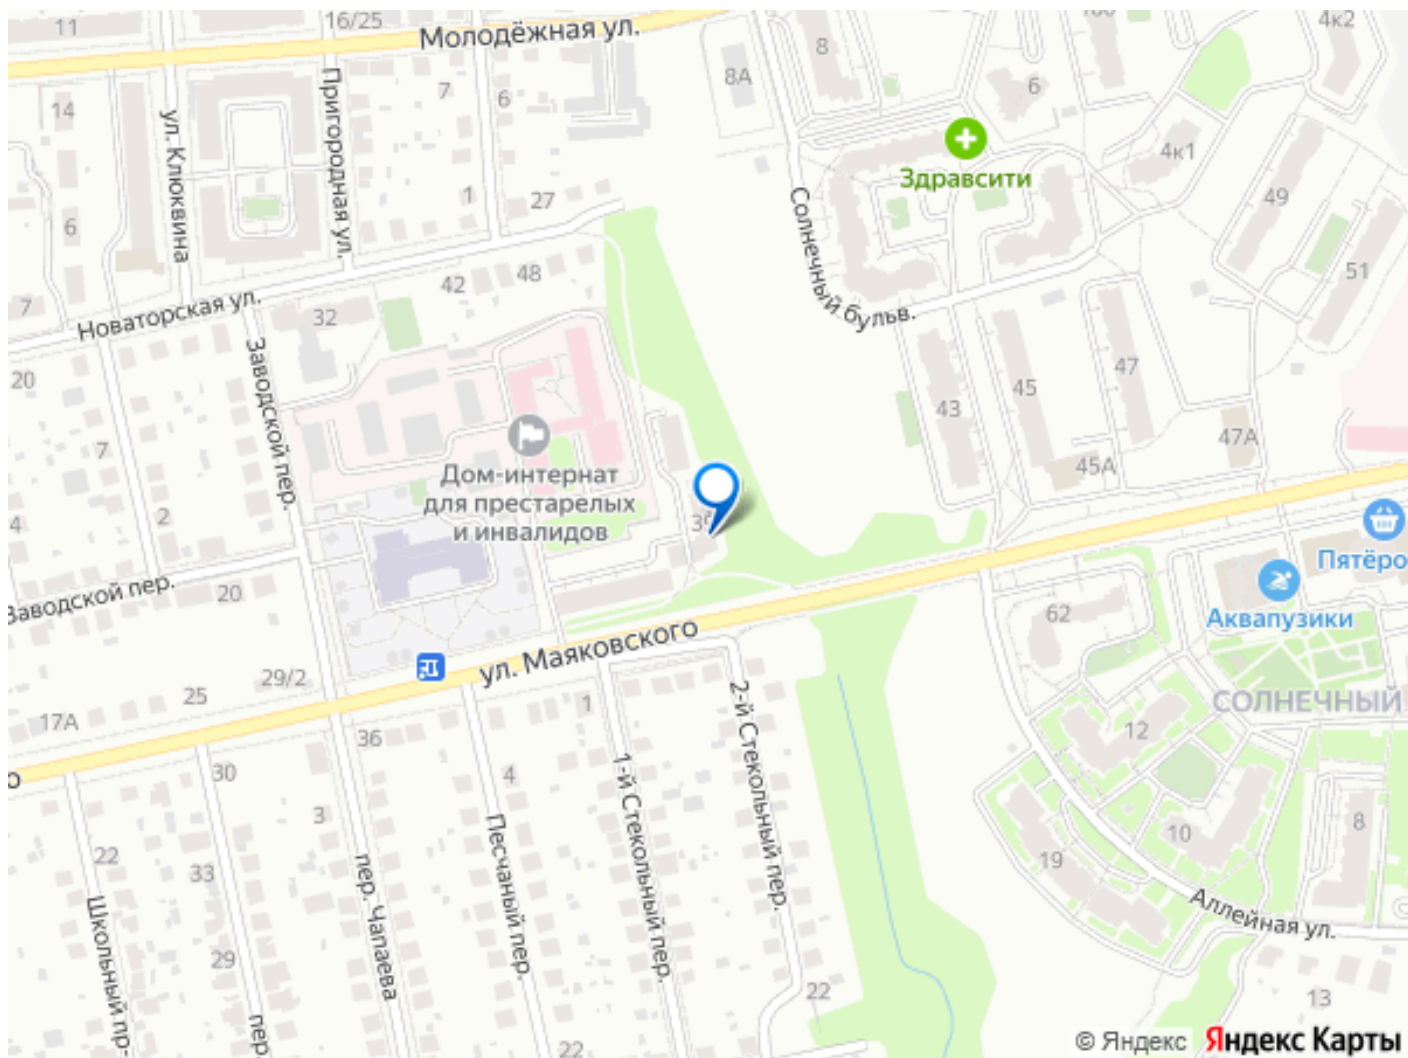 11
16/25
Молодёжная ул.
8
4к2
8А
7
6
6
14
ул. Клюквина
Пригородная ул.
Здравсити
4к1
49
1
27
Солнечный бульв.
6
48
42
51
7
Новаторская ул.
32
20
Заводской пер.
43
45
47
47А
45А
7
Дом-интернат
для престарелых
и инвалидов
2
4
Пятёро
Аквапузики
Заводской пер.
20
62
ул. Маяковского
29/2
25
17А
36
1
2-й Стекольный пер.
СОЛНЕЧНЫЙ
12
30
4
1-й Стекольный пер.
3
Песчаный пер.
10
8
19
22
33
пер. Чапаева
Школьный пр-
Аллейная ул.
29
22
13
пер.
22
© Яндекс
Яндекс Карты